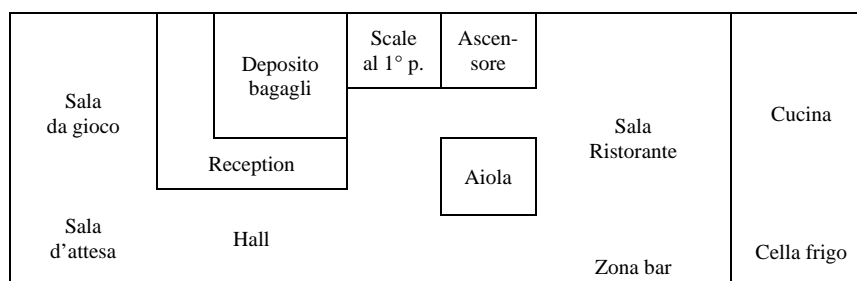 Sala
da gioco
Deposito
bagagli
Scale
al 1° p.
Ascen-
sore
Sala
Ristorante
Cucina
Reception
Aiola
Sala
d'attesa
Hall
Zona bar
Cella frigo